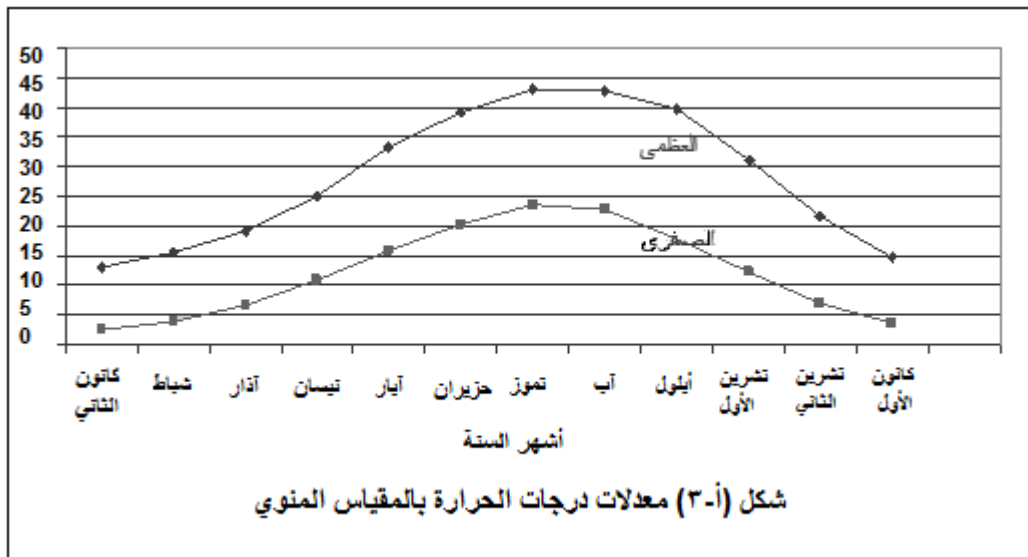 50
45
40
35
30
25
20
15
10
5
0
العظمى
الصغرى
كانون الثاني
شباط
آذار
نيسان
آيار
حزيران
تموز
آب
أيلول
تشرين الأول
تشرين الثاني
كانون الأول
أشهر السنة
شكل (أ-٣) معدلات درجات الحرارة بالمقياس المئوي